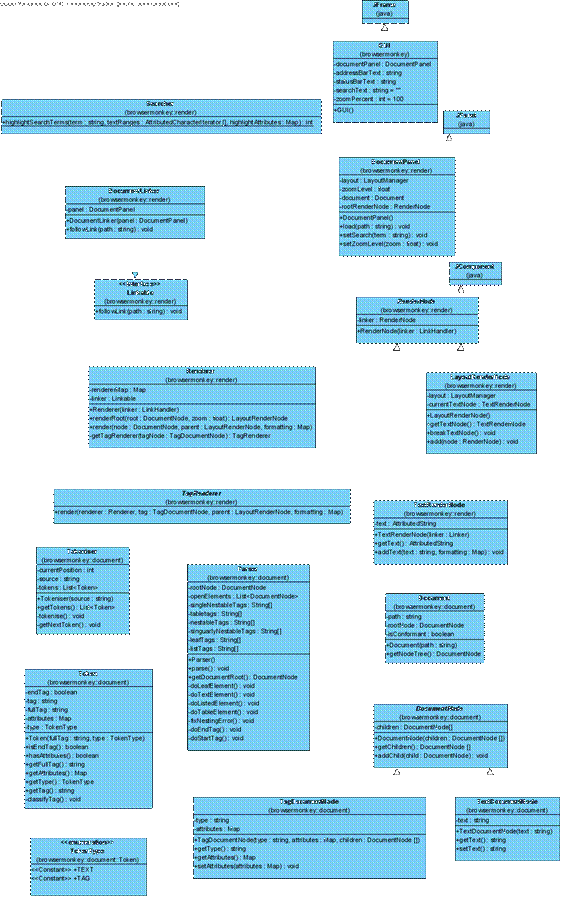 JFrame
(java)
GUI
(browsermonkey)
-documentPanel : DocumentPanel
-addressBarText : string
-statusBarText : string
-searchText : string = ""
-zoomPercent : int = 100
+GUI()
Searcher
(browsermonkey::render)
+highlightSearchTerms(term : string, textRanges : AttributedCharacterIterator[], highlightAttributes : Map) : int
(java)
DocumentPanel
(browsermonkey::render)
-layout : LayoutManager
-zoomLevel : float
-document : Document
-rootRenderNode : RenderNode
+DocumentPanel()
+load(path : string) : void
+setSearch(term : string) : void
+setZoomLevel(zoom : float) : void
DocumentLinker
(browsermonkey::render)
-panel : DocumentPanel
+DocumentLinker(panel : DocumentPanel)
+followLink(path : string) : void
JComponent
(java)
<<interface>>
Linkable
(browsermonkey::render)
+followLink(path : string) : void
RenderNode
(browsermonkey::render)
-linker : RenderNode
+RenderNode(linker : LinkHandler)
Renderer
(browsermonkey::render)
-rendererMap : Map
-linker : Linkable
+Renderer(linker : LinkHandler)
+renderRoot(root : DocumentNode, zoom : float) : LayoutRenderNode
+render(node : DocumentNode, parent : LayoutRenderNode, formatting : Map)
-getTagRenderer(tagNode : TagDocumentNode) : TagRenderer
LayoutRenderNode
(browsermonkey::render)
-layout : LayoutManager
-currentTextNode : TextRenderNode
+LayoutRenderNode()
-getTextNode() : TextRenderNode
+breakTextNode() : void
+add(node : RenderNode) : void
TagRenderer
(browsermonkey::render)
+render(renderer : Renderer, tag : TagDocumentNode, parent : LayoutRenderNode, formatting : Map)
TextRenderNode
(browsermonkey::render)
-text : AttributedString
+TextRenderNode(linker : Linker)
+getText() : AttributedString
+addText(text : string, formatting : Map) : void
Tokeniser
(browsermonkey::document)
-currentPosition : int
-source : string
-tokens : List<Token>
+Tokeniser(source : string)
+getTokens() : List<Token>
-tokenise() : void
-getNextToken() : void
Parser
(browsermonkey::document)
-rootNode : DocumentNode
-openElements : List<DocumentNode>
-singleNestableTags : String[]
-tabletags : String[]
-nestableTags : String[]
-singuarlyNestableTags : String[]
-leafTags : String[]
-listTags : String[]
+Parser()
+parse() : void
+getDocumentRoot() : DocumentNode
-doLeafElement() : void
-doTextElement() : void
-doListedElement() : void
-doTableElement() : void
-fixNestingError() : void
-doEndTag() : void
-doStartTag() : void
Document
(browsermonkey::document)
-path : string
-rootNode : DocumentNode
-isConformant : boolean
+Document(path : string)
+getNodeTree() : DocumentNode
Token
(browsermonkey::document)
-endTag : boolean
-tag : string
-fullTag : string
-attributes : Map
-type : TokenType
+Token(fullTag : string, type : TokenType)
+isEndTag() : boolean
+hasAttributes() : boolean
+getFullTag() : string
+getAttributes() : Map
+getType() : TokenType
+getTag() : string
-classifyTag() : void
DocumentNode
(browsermonkey::document)
-children : DocumentNode[]
+DocumentNode(children : DocumentNode [])
+getChildren() : DocumentNode []
+addChild(child : DocumentNode) : void
TagDocumentNode
(browsermonkey::document)
-type : string
-attributes : Map
+TagDocumentNode(type : string, attributes : Map, children : DocumentNode [])
+getType() : string
+getAttributes() : Map
+setAttributes(attributes : Map) : void
TextDocumentNode
(browsermonkey::document)
-text : string
+TextDocumentNode(text : string)
+getText() : string
+setText() : string
<<enumeration>>
TokenType
(browsermonkey::document::Token)
<<Constant>> +TEXT
<<Constant>> +TAG